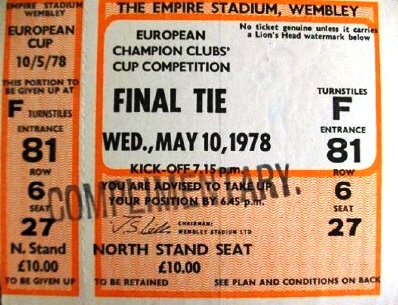 EMPIRE STADIUM
WEMBLEY
EUROPEAN
CUP
10/5/78
THIS PORTION TO
BE GIVEN UP AT
F TURNSTILES
ENTRANCE
81
ROW
6
SEAT
27
N. Stand
£10.00
TO BE GIVEN UP
THE EMPIRE STADIUM, WEMBLEY
EUROPEAN
CHAMPION CLUBS'
CUP COMPETITION
No ticket genuine unless it carries
a Lion's Head watermark below
FINAL TIE
WED., MAY 10, 1978
KICK-OFF 7.15 p.m.
YOU ARE ADVISED TO TAKE UP
YOUR POSITION BY 6.45 p.m.
COMPLIMENTARY.
CHAIRMAN:
WEMBLEY STADIUM LTD
TURNSTILES
F
ENTRANCE
81
ROW
6
SEAT
27
NORTH STAND SEAT
£10.00
TO BE RETAINED
SEE PLAN AND CONDITIONS ON BACK